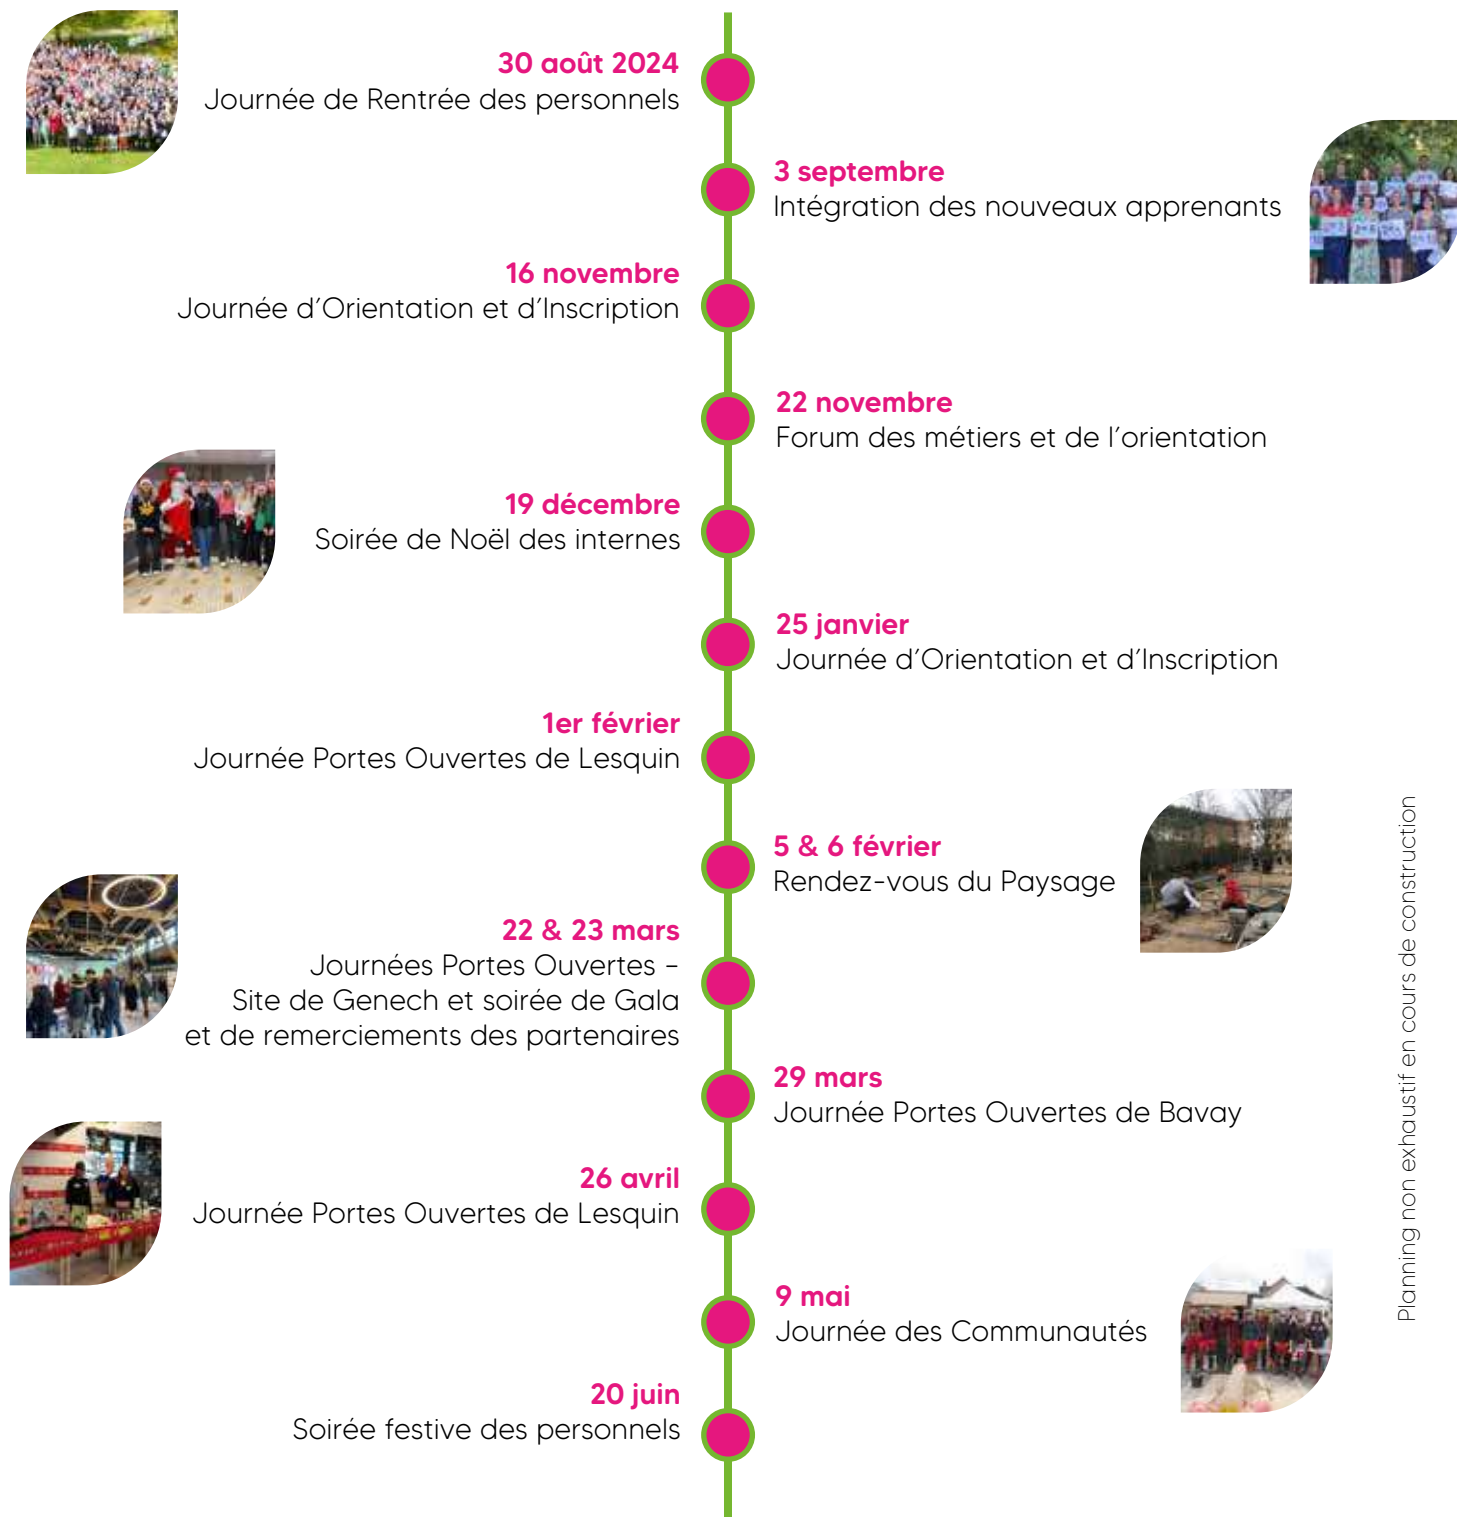 30 août 2024
Journée de Rentrée des personnels
3 septembre
Intégration des nouveaux apprenants
16 novembre
Journée d'Orientation et d'Inscription
22 novembre
Forum des métiers et de l'orientation
19 décembre
Soirée de Noël des internes
25 janvier
Journée d'Orientation et d'Inscription
1er février
Journée Portes Ouvertes de Lesquin
5 & 6 février
Rendez-vous du Paysage
22 & 23 mars
Journées Portes Ouvertes –
Site de Genech et soirée de Gala
et de remerciements des partenaires
29 mars
Journée Portes Ouvertes de Bavay
26 avril
Journée Portes Ouvertes de Lesquin
9 mai
Journée des Communautés
20 juin
Soirée festive des personnels
Planning non exhaustif en cours de construction